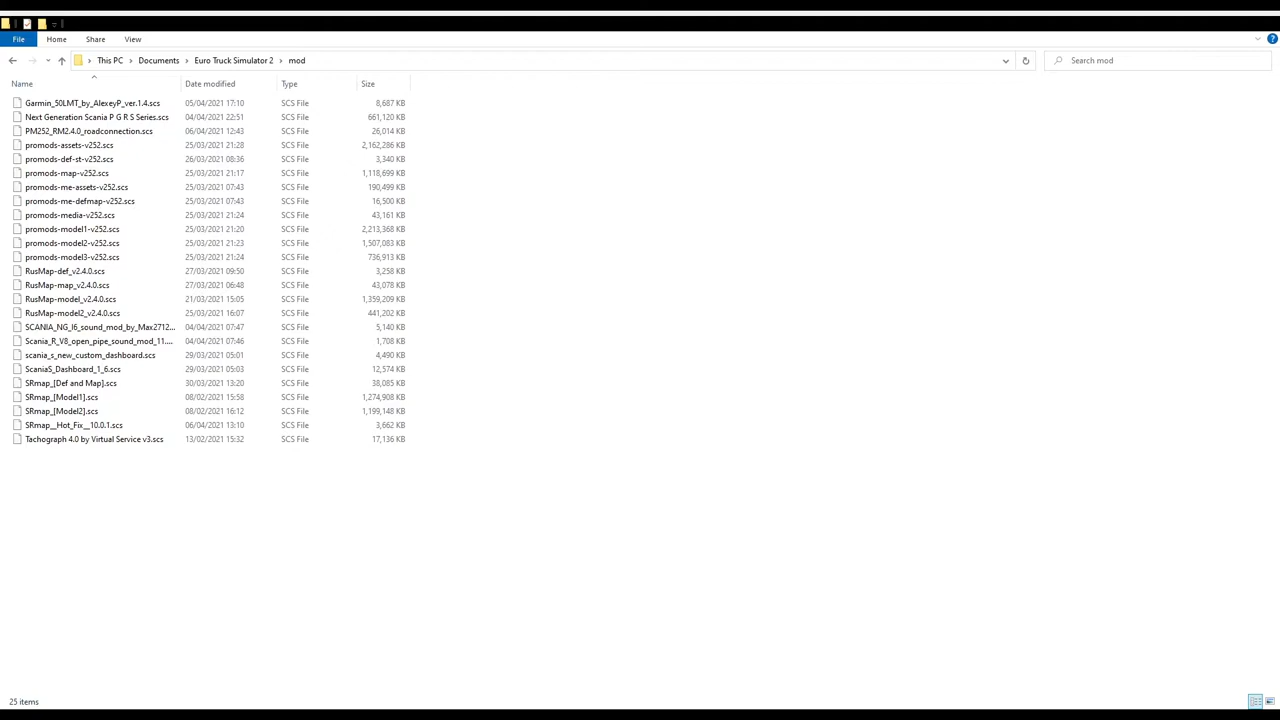 File Home Share View
This PC > Documents > Euro Truck Simulator 2 > mod Search mod
Name Date modified Type Size
Garmin_50LMT_by_AlexeyP_ver.1.4.scs 05/04/2021 17:10 SCS File 8,687 KB
Next Generation Scania P G R S Series.scs 04/04/2021 22:51 SCS File 661,120 KB
PM252_RM2.4.0_roadconnection.scs 06/04/2021 12:43 SCS File 26,014 KB
promods-assets-v252.scs 25/03/2021 21:28 SCS File 2,162,286 KB
promods-def-st-v252.scs 26/03/2021 08:36 SCS File 3,340 KB
promods-map-v252.scs 25/03/2021 21:17 SCS File 1,118,699 KB
promods-me-assets-v252.scs 25/03/2021 07:43 SCS File 190,499 KB
promods-me-defmap-v252.scs 25/03/2021 07:43 SCS File 16,500 KB
promods-media-v252.scs 25/03/2021 21:24 SCS File 43,161 KB
promods-model1-v252.scs 25/03/2021 21:20 SCS File 2,213,368 KB
promods-model2-v252.scs 25/03/2021 21:23 SCS File 1,507,083 KB
promods-model3-v252.scs 25/03/2021 21:24 SCS File 736,913 KB
RusMap-def_v2.4.0.scs 27/03/2021 09:50 SCS File 3,258 KB
RusMap-map_v2.4.0.scs 27/03/2021 06:48 SCS File 43,078 KB
RusMap-model_v2.4.0.scs 21/03/2021 15:05 SCS File 1,359,209 KB
RusMap-model2_v2.4.0.scs 25/03/2021 16:07 SCS File 441,202 KB
SCANIA_NG_I6_sound_mod_by_Max2712... 04/04/2021 07:47 SCS File 5,140 KB
Scania_R_V8_open_pipe_sound_mod_11.... 04/04/2021 07:46 SCS File 1,708 KB
scania_s_new_custom_dashboard.scs 29/03/2021 05:01 SCS File 4,490 KB
ScaniaS_Dashboard_1_6.scs 29/03/2021 05:03 SCS File 12,574 KB
SRmap_[Def and Map].scs 30/03/2021 13:20 SCS File 38,085 KB
SRmap_[Model1].scs 08/02/2021 15:58 SCS File 1,274,908 KB
SRmap_[Model2].scs 08/02/2021 16:12 SCS File 1,199,148 KB
SRmap__Hot_Fix__10.0.1.scs 06/04/2021 13:10 SCS File 3,662 KB
Tachograph 4.0 by Virtual Service v3.scs 13/02/2021 15:32 SCS File 17,136 KB
25 items